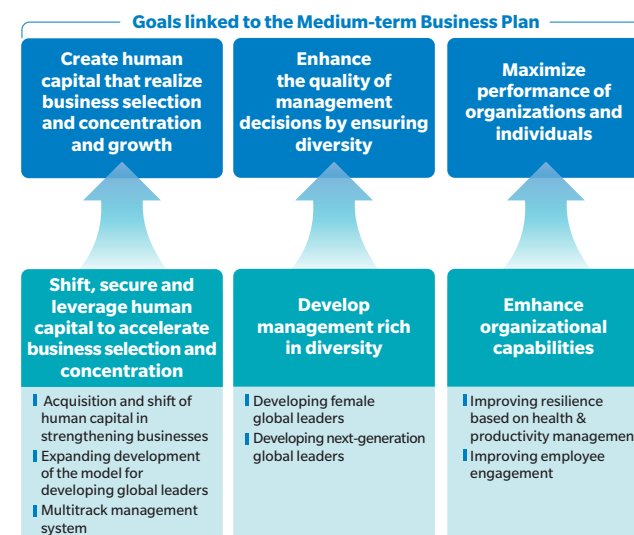 Goals linked to the Medium-term Business Plan
Create human
capital that realize
business selection
and concentration
and growth
Enhance
the quality of
management
decisions by ensuring
diversity
Maximize
performance of
organizations and
individuals
Shift, secure and
leverage human
capital to accelerate
business selection and
concentration
Develop
management rich
in diversity
Emhance
organizational
capabilities
Acquisition and shift of
human capital in
strengthening businesses
Expanding development
of the model for
developing global leaders
Multitrack management
system
Developing female
global leaders
Developing next-generation
global leaders
Improving resilience
based on health &
productivity management
Improving employee
engagement